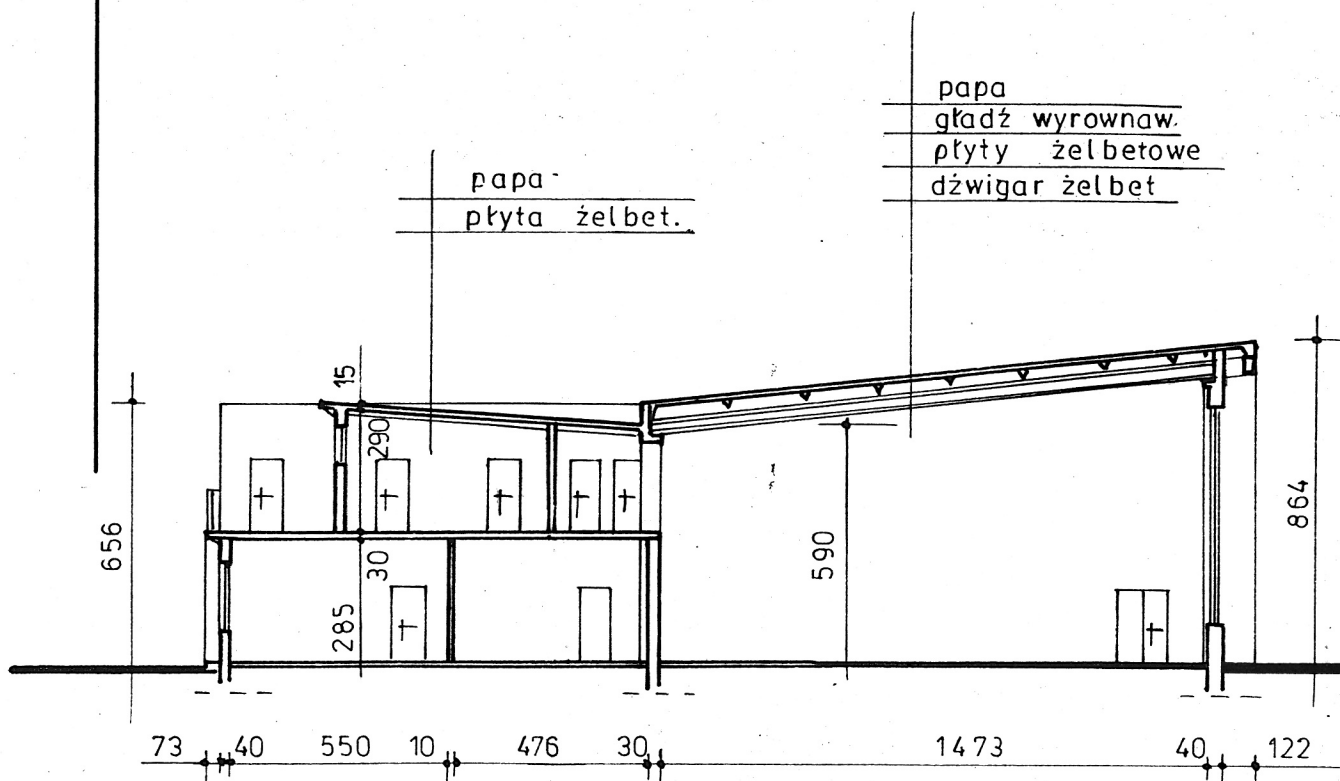 papa
gładź wyrownaw.
płyty żelbetowe
dźwigar żelbet
papa
płyta żelbet.
15
290
656
30
285
590
864
73 40 550 10 476 30 1473 40 122